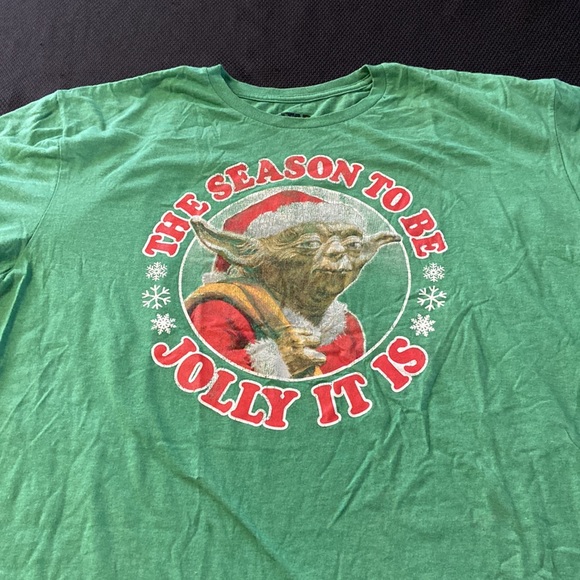 THE SEASON TO BE
JOLLY IT IS